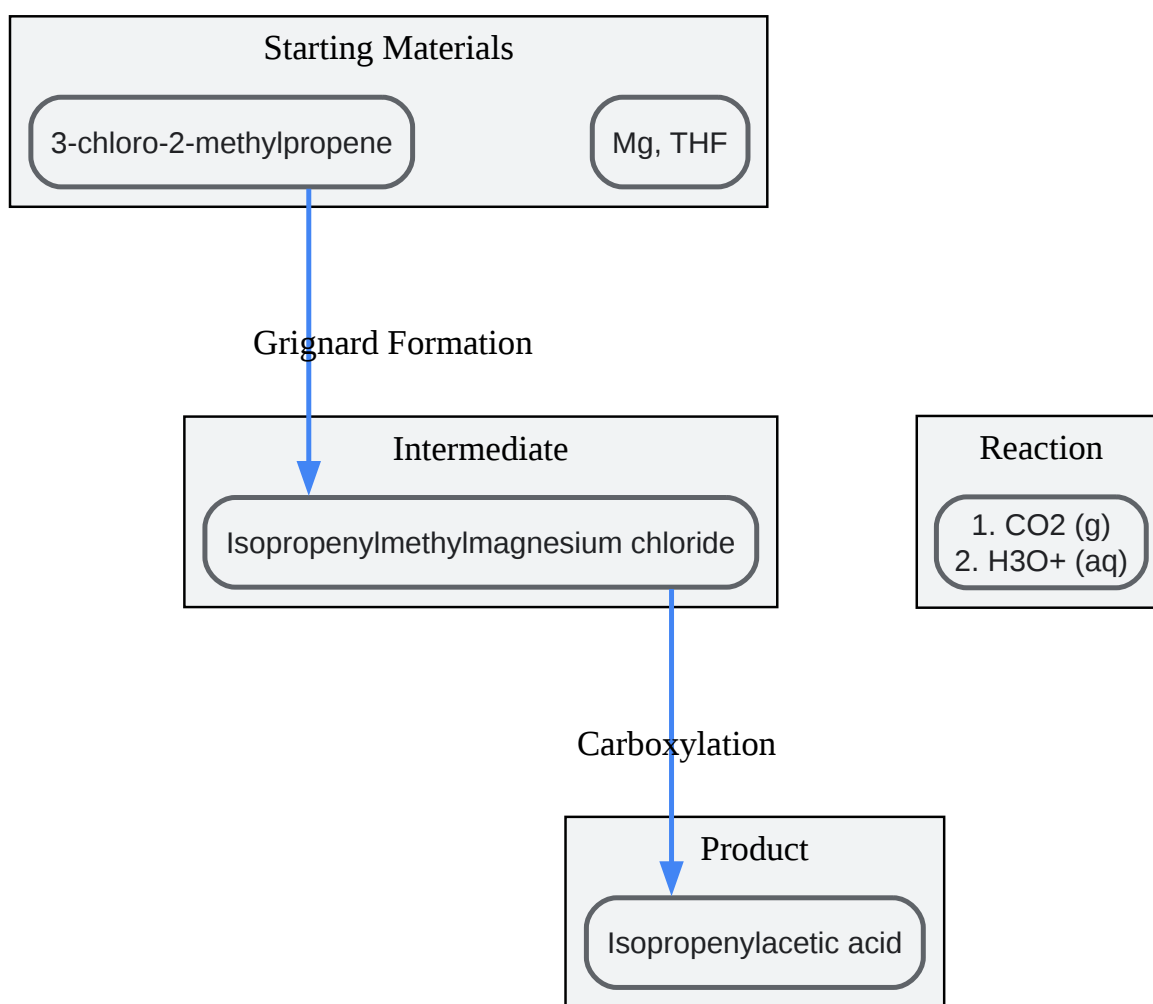 Starting Materials
3-chloro-2-methylpropene
Mg, THF
Grignard Formation
Intermediate
Isopropenylmethylmagnesium chloride
Reaction
1. CO2 (g)
2. H3O+ (aq)
Carboxylation
Product
Isopropenylacetic acid